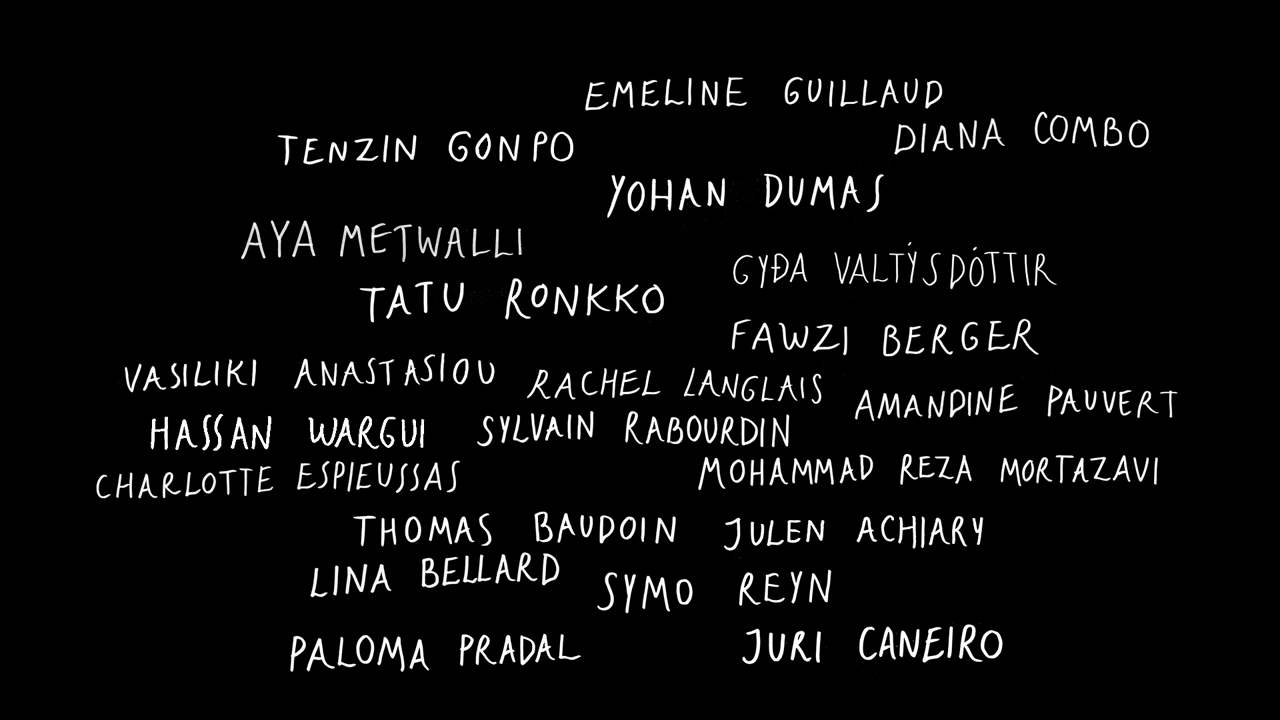 EMELINE GUILLAUD
TENZIN GONPO
DIANA COMBO
YOHAN DUMAS
AYA METWALLI
GYÐA VALTÝSDÓTTIR
TATU RONKKO
FAWZI BERGER
VASILIKI ANASTASIOU
RACHEL LANGLAIS
AMANDINE PAUVERT
HASSAN WARGUI
SYLVAIN RABOURDIN
CHARLOTTE ESPIEUSSAS
MOHAMMAD REZA MORTAZAVI
THOMAS BAUDOIN
JULEN ACHIARY
LINA BELLARD
SYMO REYN
PALOMA PRADAL
JURI CANEIRO